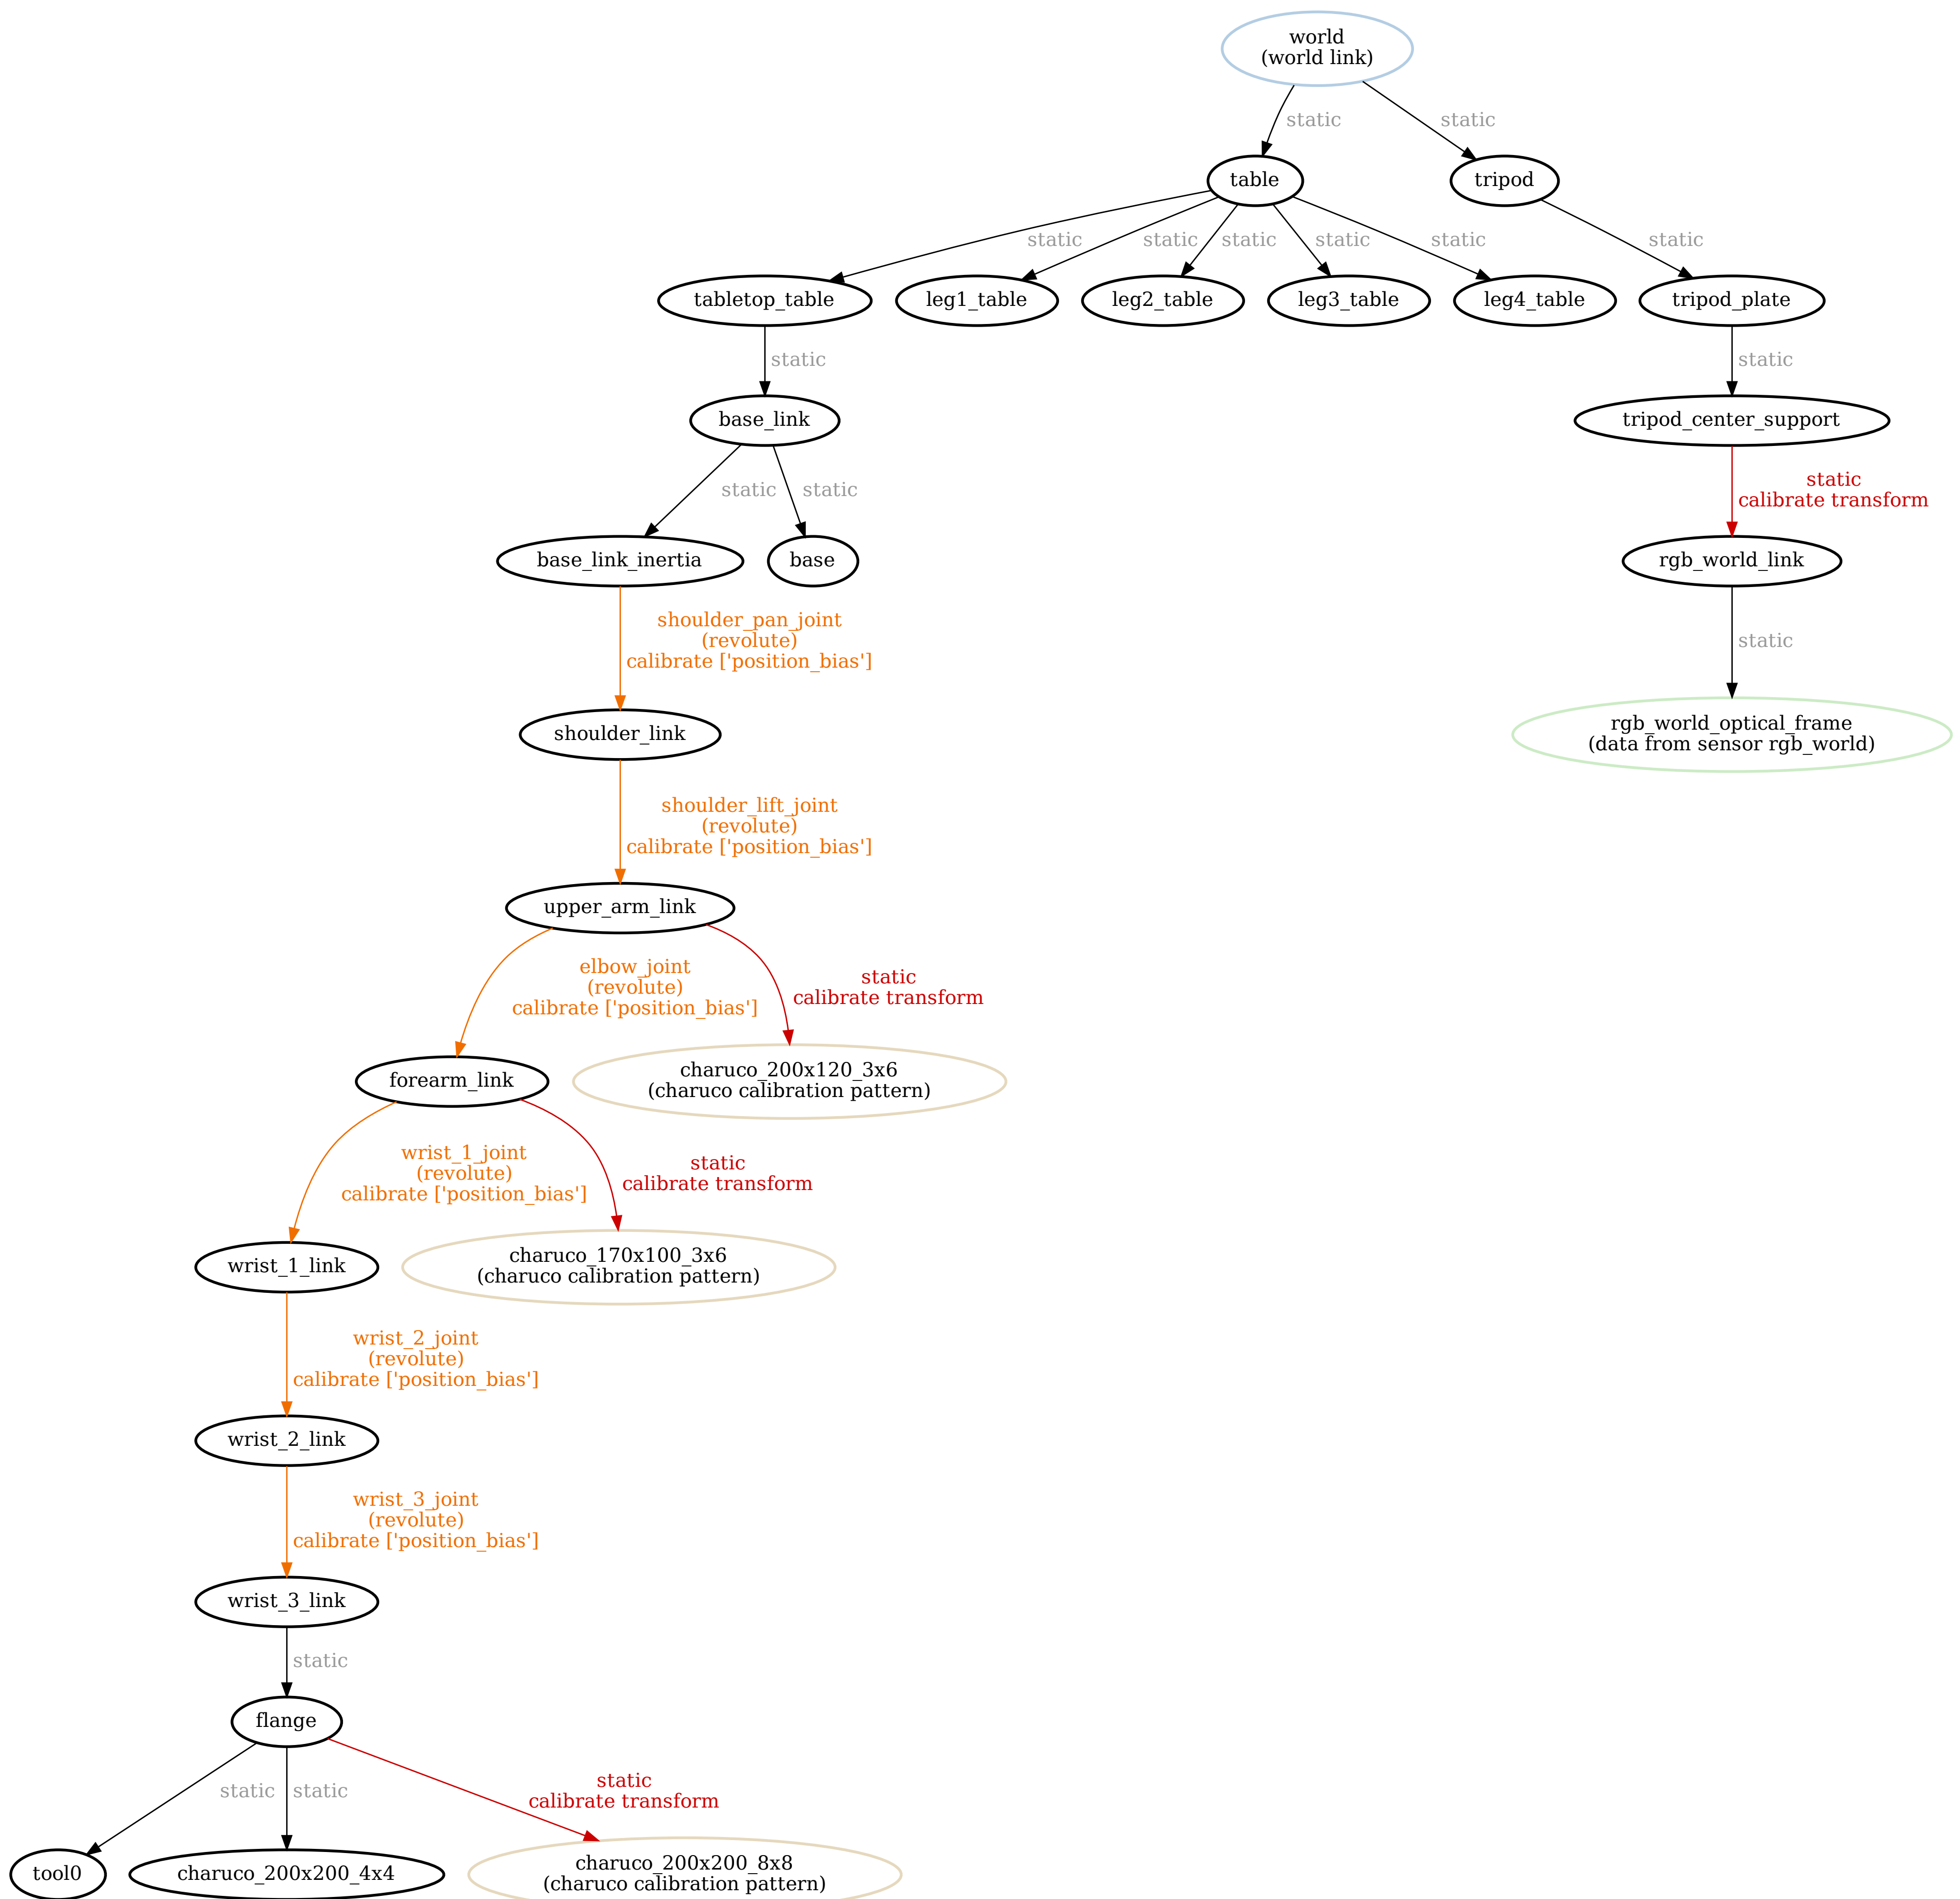 world
(world link)
static
static
table
tripod
static
static
static
static
static
static
tabletop_table
leg1_table
leg2_table
leg3_table
leg4_table
tripod_plate
static
static
base_link
tripod_center_support
static
static
static
calibrate transform
base_link_inertia
base
rgb_world_link
shoulder_pan_joint
(revolute)
calibrate ['position_bias']
static
shoulder_link
rgb_world_optical_frame
(data from sensor rgb_world)
shoulder_lift_joint
(revolute)
calibrate ['position_bias']
upper_arm_link
elbow_joint
(revolute)
calibrate ['position_bias']
static
calibrate transform
forearm_link
charuco_200x120_3x6
(charuco calibration pattern)
wrist_1_joint
(revolute)
calibrate ['position_bias']
static
calibrate transform
wrist_1_link
charuco_170x100_3x6
(charuco calibration pattern)
wrist_2_joint
(revolute)
calibrate ['position_bias']
wrist_2_link
wrist_3_joint
(revolute)
calibrate ['position_bias']
wrist_3_link
static
flange
static
static
static
calibrate transform
tool0
charuco_200x200_4x4
charuco_200x200_8x8
(charuco calibration pattern)